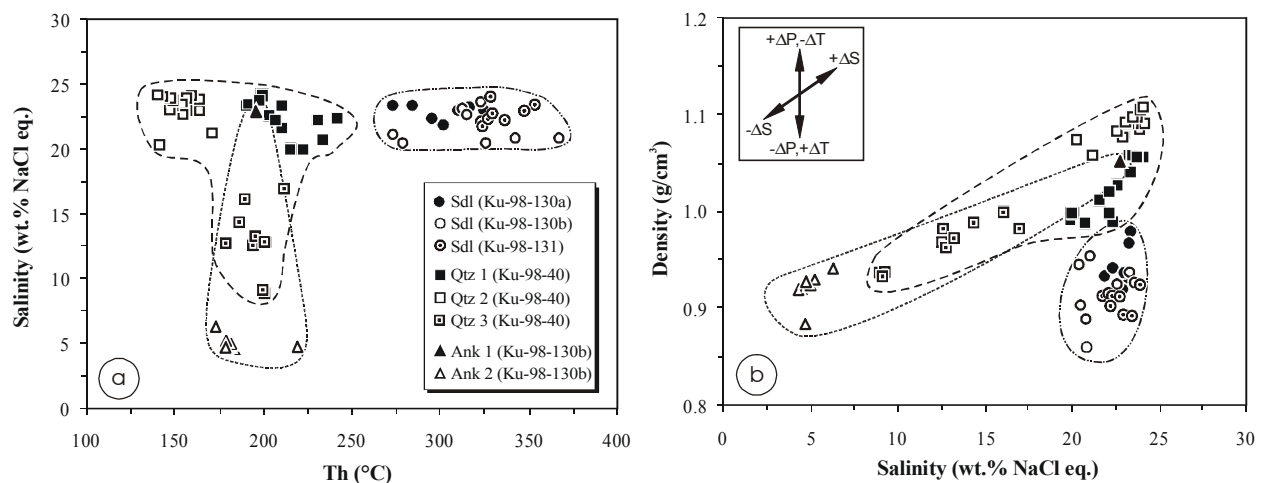 30
25
20
15
10
5
0
Salinity (wt.% NaCl eq.)
100 150 200 250 300 350 400
Th (°C)
a
Sdl (Ku-98-130a)
Sdl (Ku-98-130b)
Sdl (Ku-98-131)
Qtz 1 (Ku-98-40)
Qtz 2 (Ku-98-40)
Qtz 3 (Ku-98-40)
Ank 1 (Ku-98-130b)
Ank 2 (Ku-98-130b)
1.2
1.1
1.0
0.9
0.8
Density (g/cm³)
+ΔP,-ΔT
+ΔS
-ΔS
-ΔP,+ΔT
0 5 10 15 20 25 30
Salinity (wt.% NaCl eq.)
b